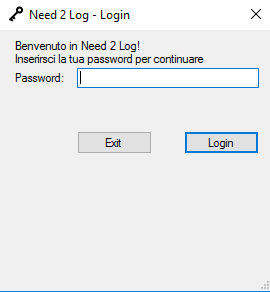 Need 2 Log - Login
Benvenuto in Need 2 Log!
Inserirsci la tua password per continuare
Password:
Exit
Login